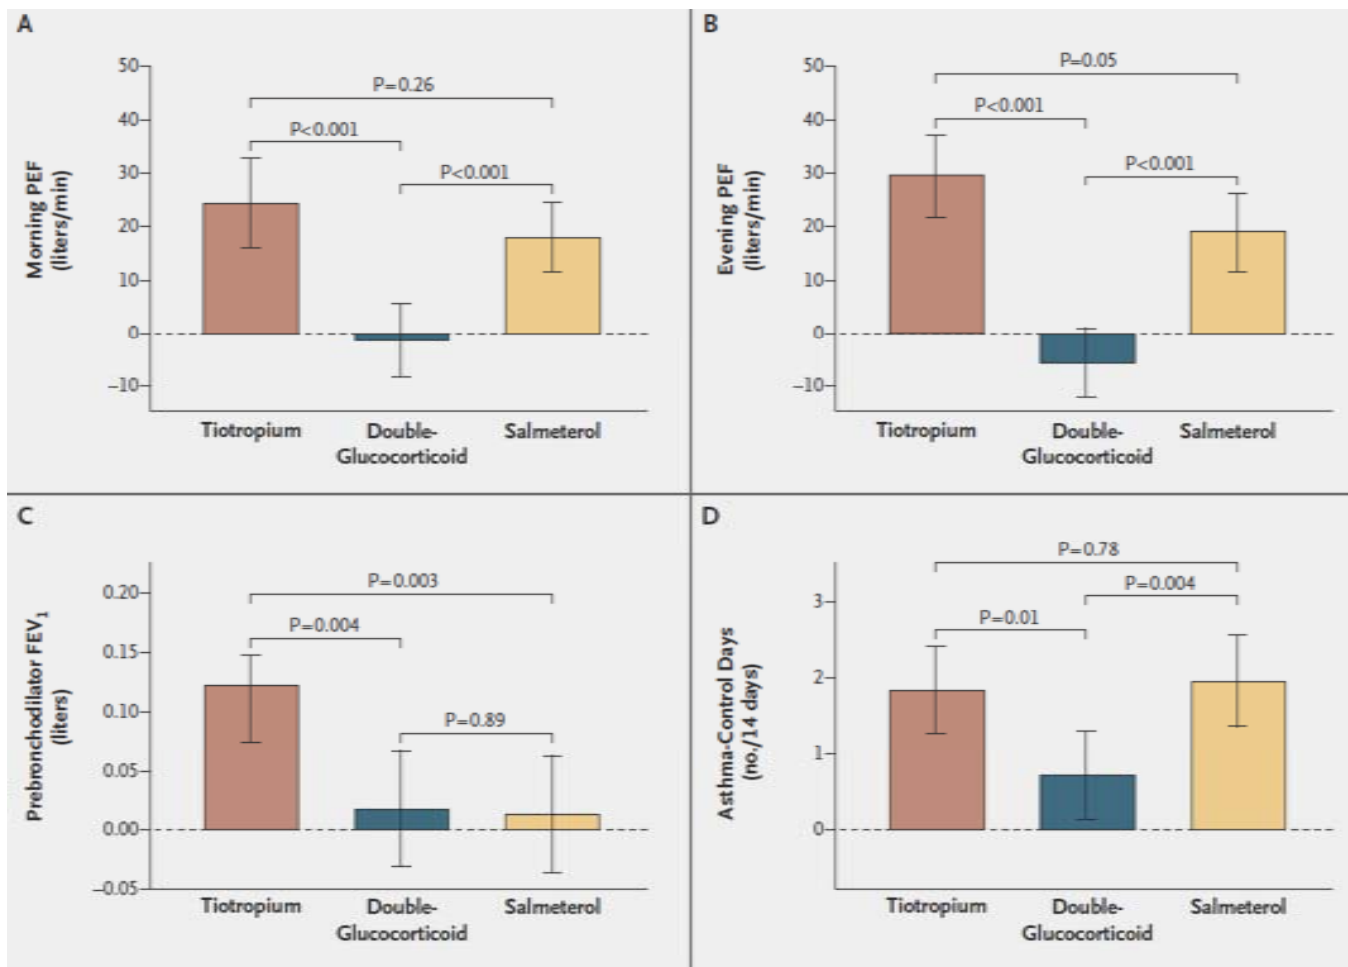 A
Morning PEF
(liters/min)
50
40
30
20
10
0
–10
P=0.26
P<0.001
P<0.001
Tiotropium
Double-
Glucocorticoid
Salmeterol
B
Evening PEF
(liters/min)
50
40
30
20
10
0
–10
P=0.05
P<0.001
P<0.001
Tiotropium
Double-
Glucocorticoid
Salmeterol
C
Prebronchodilator FEV1
(liters)
0.20
0.15
0.10
0.05
0.00
–0.05
P=0.003
P=0.004
P=0.89
Tiotropium
Double-
Glucocorticoid
Salmeterol
D
Asthma-Control Days
(no./14 days)
3
2
1
0
P=0.78
P=0.004
P=0.01
Tiotropium
Double-
Glucocorticoid
Salmeterol